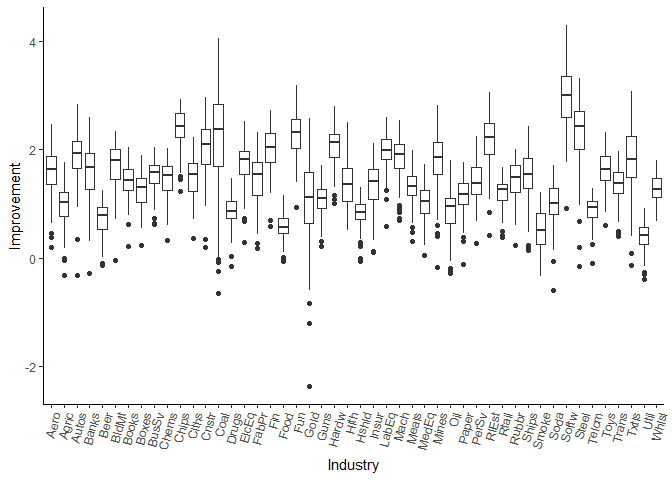 Improvement
4
2
0
-2
Aero Agric Autos Banks Beer BldMt Books Boxes BusSv Chems Chips Clths Cnstr Coal Drugs ElcEq FabPr Fin Food Fun Gold Guns Hardw Hlth Hshld Insur LabEq Mach Meals MedEq Mines Oil Paper PerSv RlEst Rtail Rubbr Ships Smoke Soda Softw Steel Telcm Toys Trans Txtls Util Whlsl
Industry